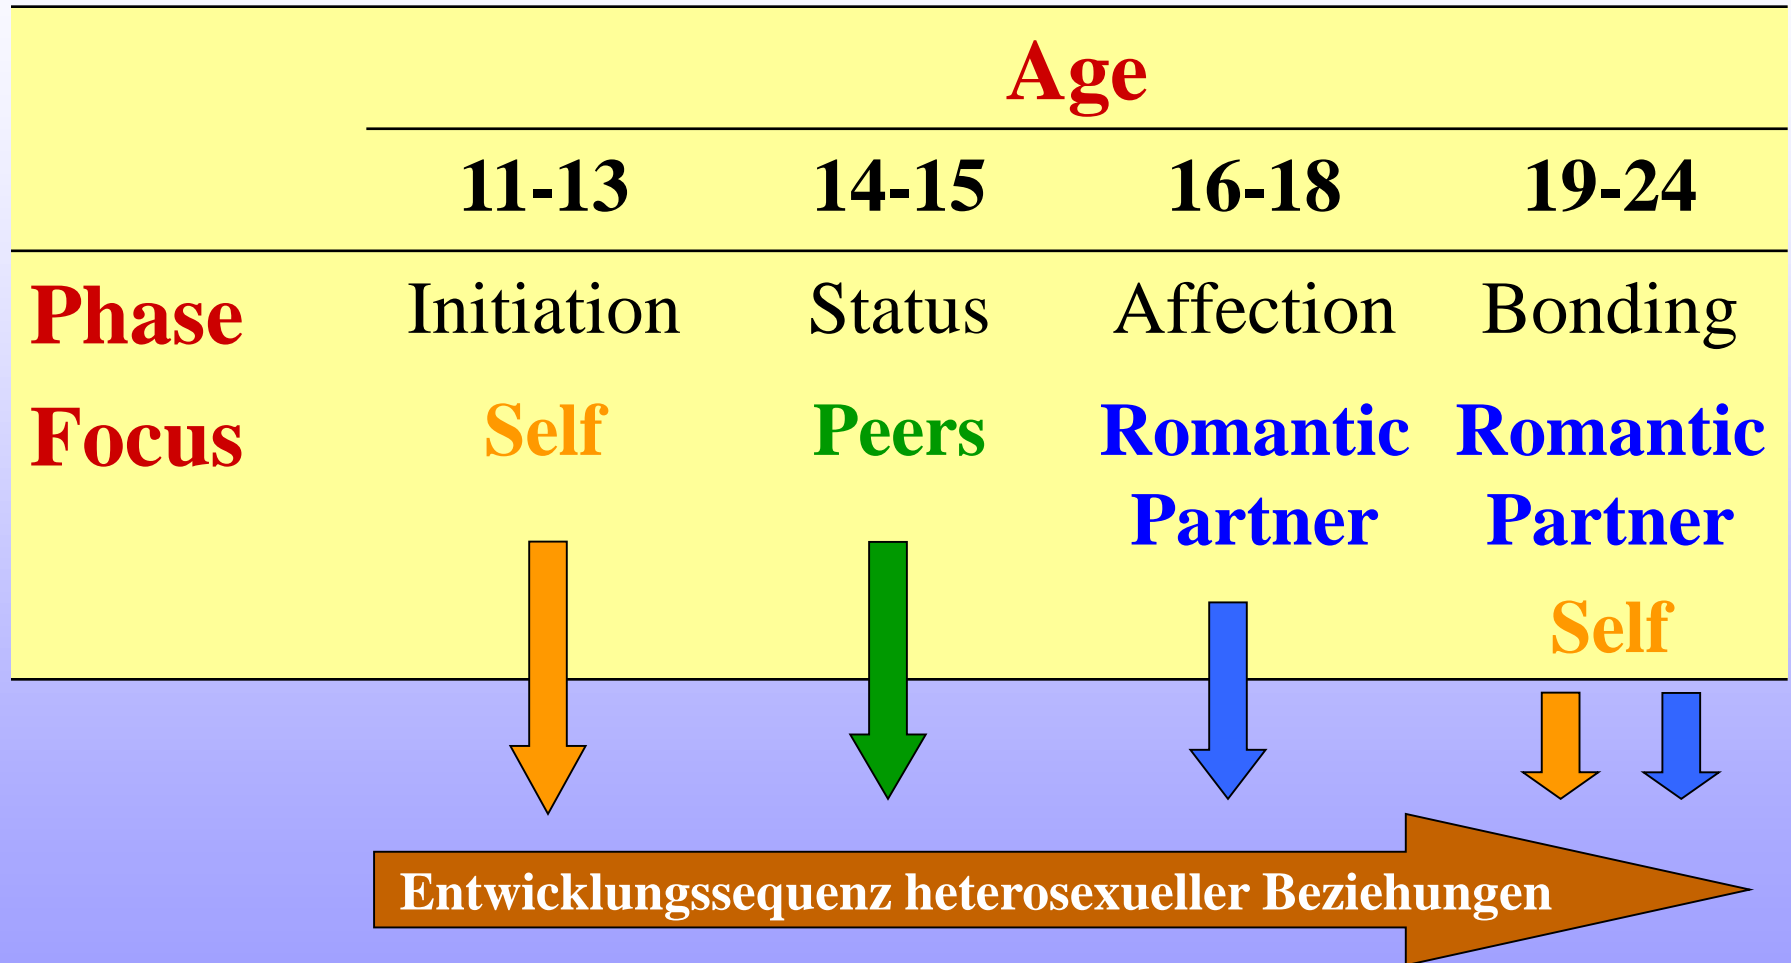 Age
11-13 14-15 16-18 19-24
Phase Initiation Status Affection Bonding
Focus Self Peers Romantic Romantic
Partner Partner
Self
Entwicklungssequenz heterosexueller Beziehungen